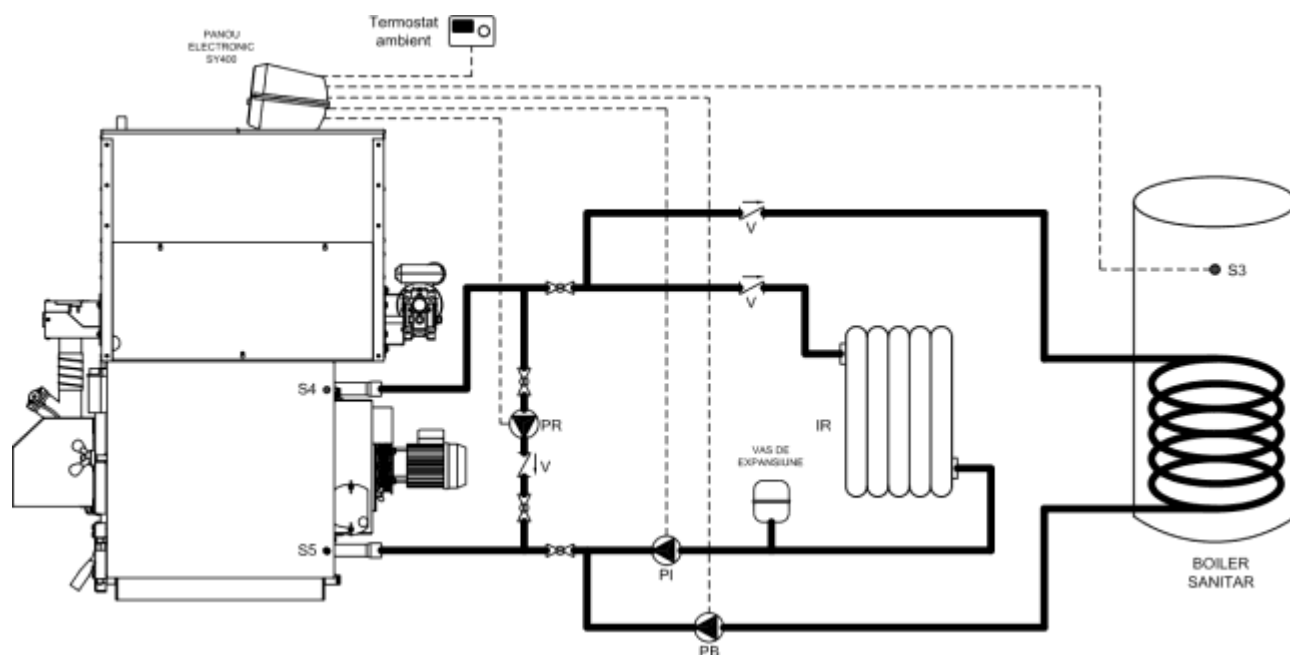 PANOU
ELECTRONIC
SY400
Termostat
ambient
V
S3
V
S4
PR
IR
V
VAS DE
EXPANSIUNE
S5
PI
BOILER
SANITAR
PB